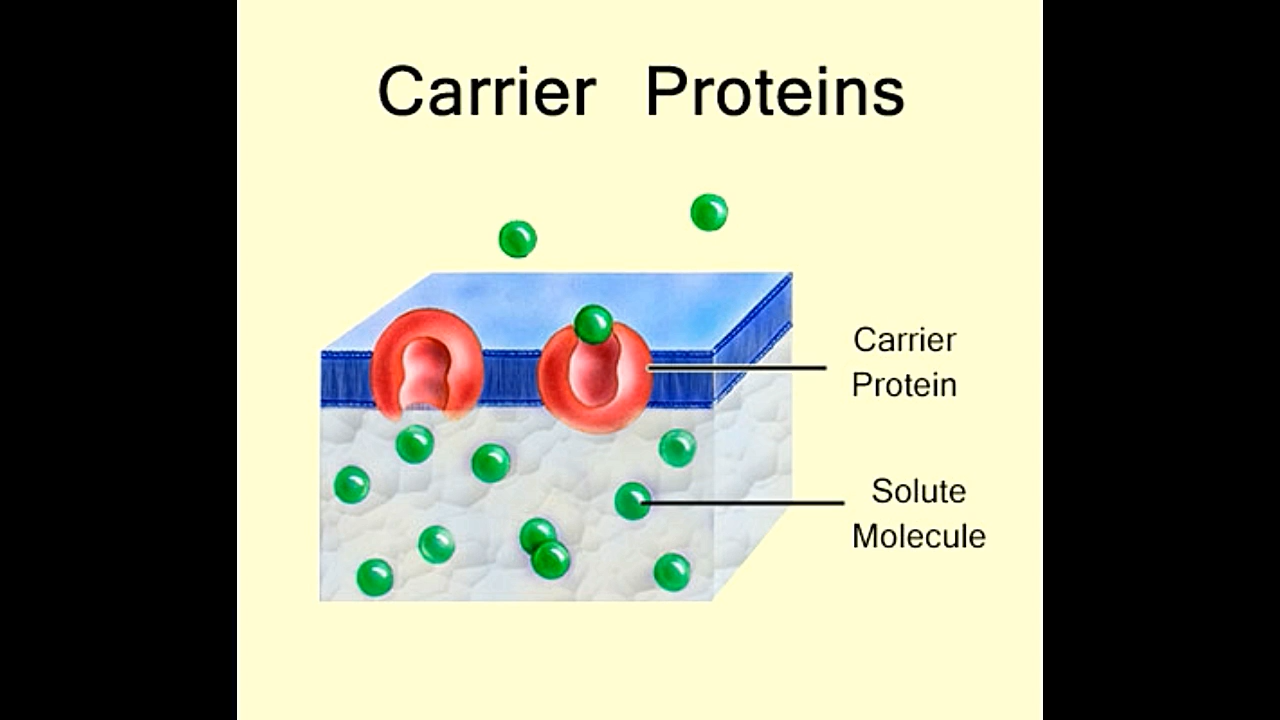 Carrier Proteins
Carrier
Protein
Solute
Molecule